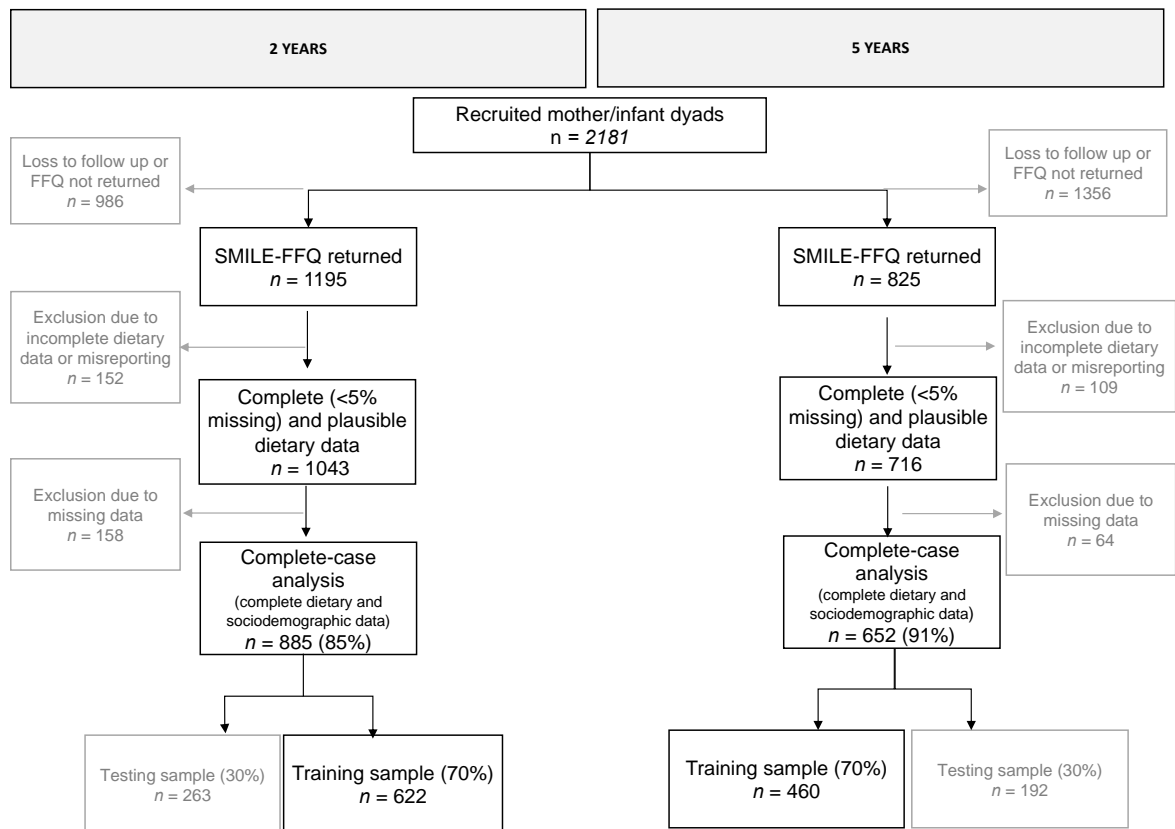 2 YEARS
5 YEARS
Recruited mother/infant dyads
n = 2181
Loss to follow up or
FFQ not returned
n = 986
Loss to follow up or
FFQ not returned
n = 1356
SMILE-FFQ returned
n = 1195
SMILE-FFQ returned
n = 825
Exclusion due to
incomplete dietary
data or misreporting
n = 152
Exclusion due to
incomplete dietary
data or misreporting
n = 109
Complete (<5%
missing) and plausible
dietary data
n = 1043
Complete (<5%
missing) and plausible
dietary data
n = 716
Exclusion due to
missing data
n = 158
Exclusion due to
missing data
n = 64
Complete-case
analysis
(complete dietary and
sociodemographic data)
n = 885 (85%)
Complete-case
analysis
(complete dietary and
sociodemographic data)
n = 652 (91%)
Testing sample (30%)
n = 263
Training sample (70%)
n = 622
Training sample (70%)
n = 460
Testing sample (30%)
n = 192